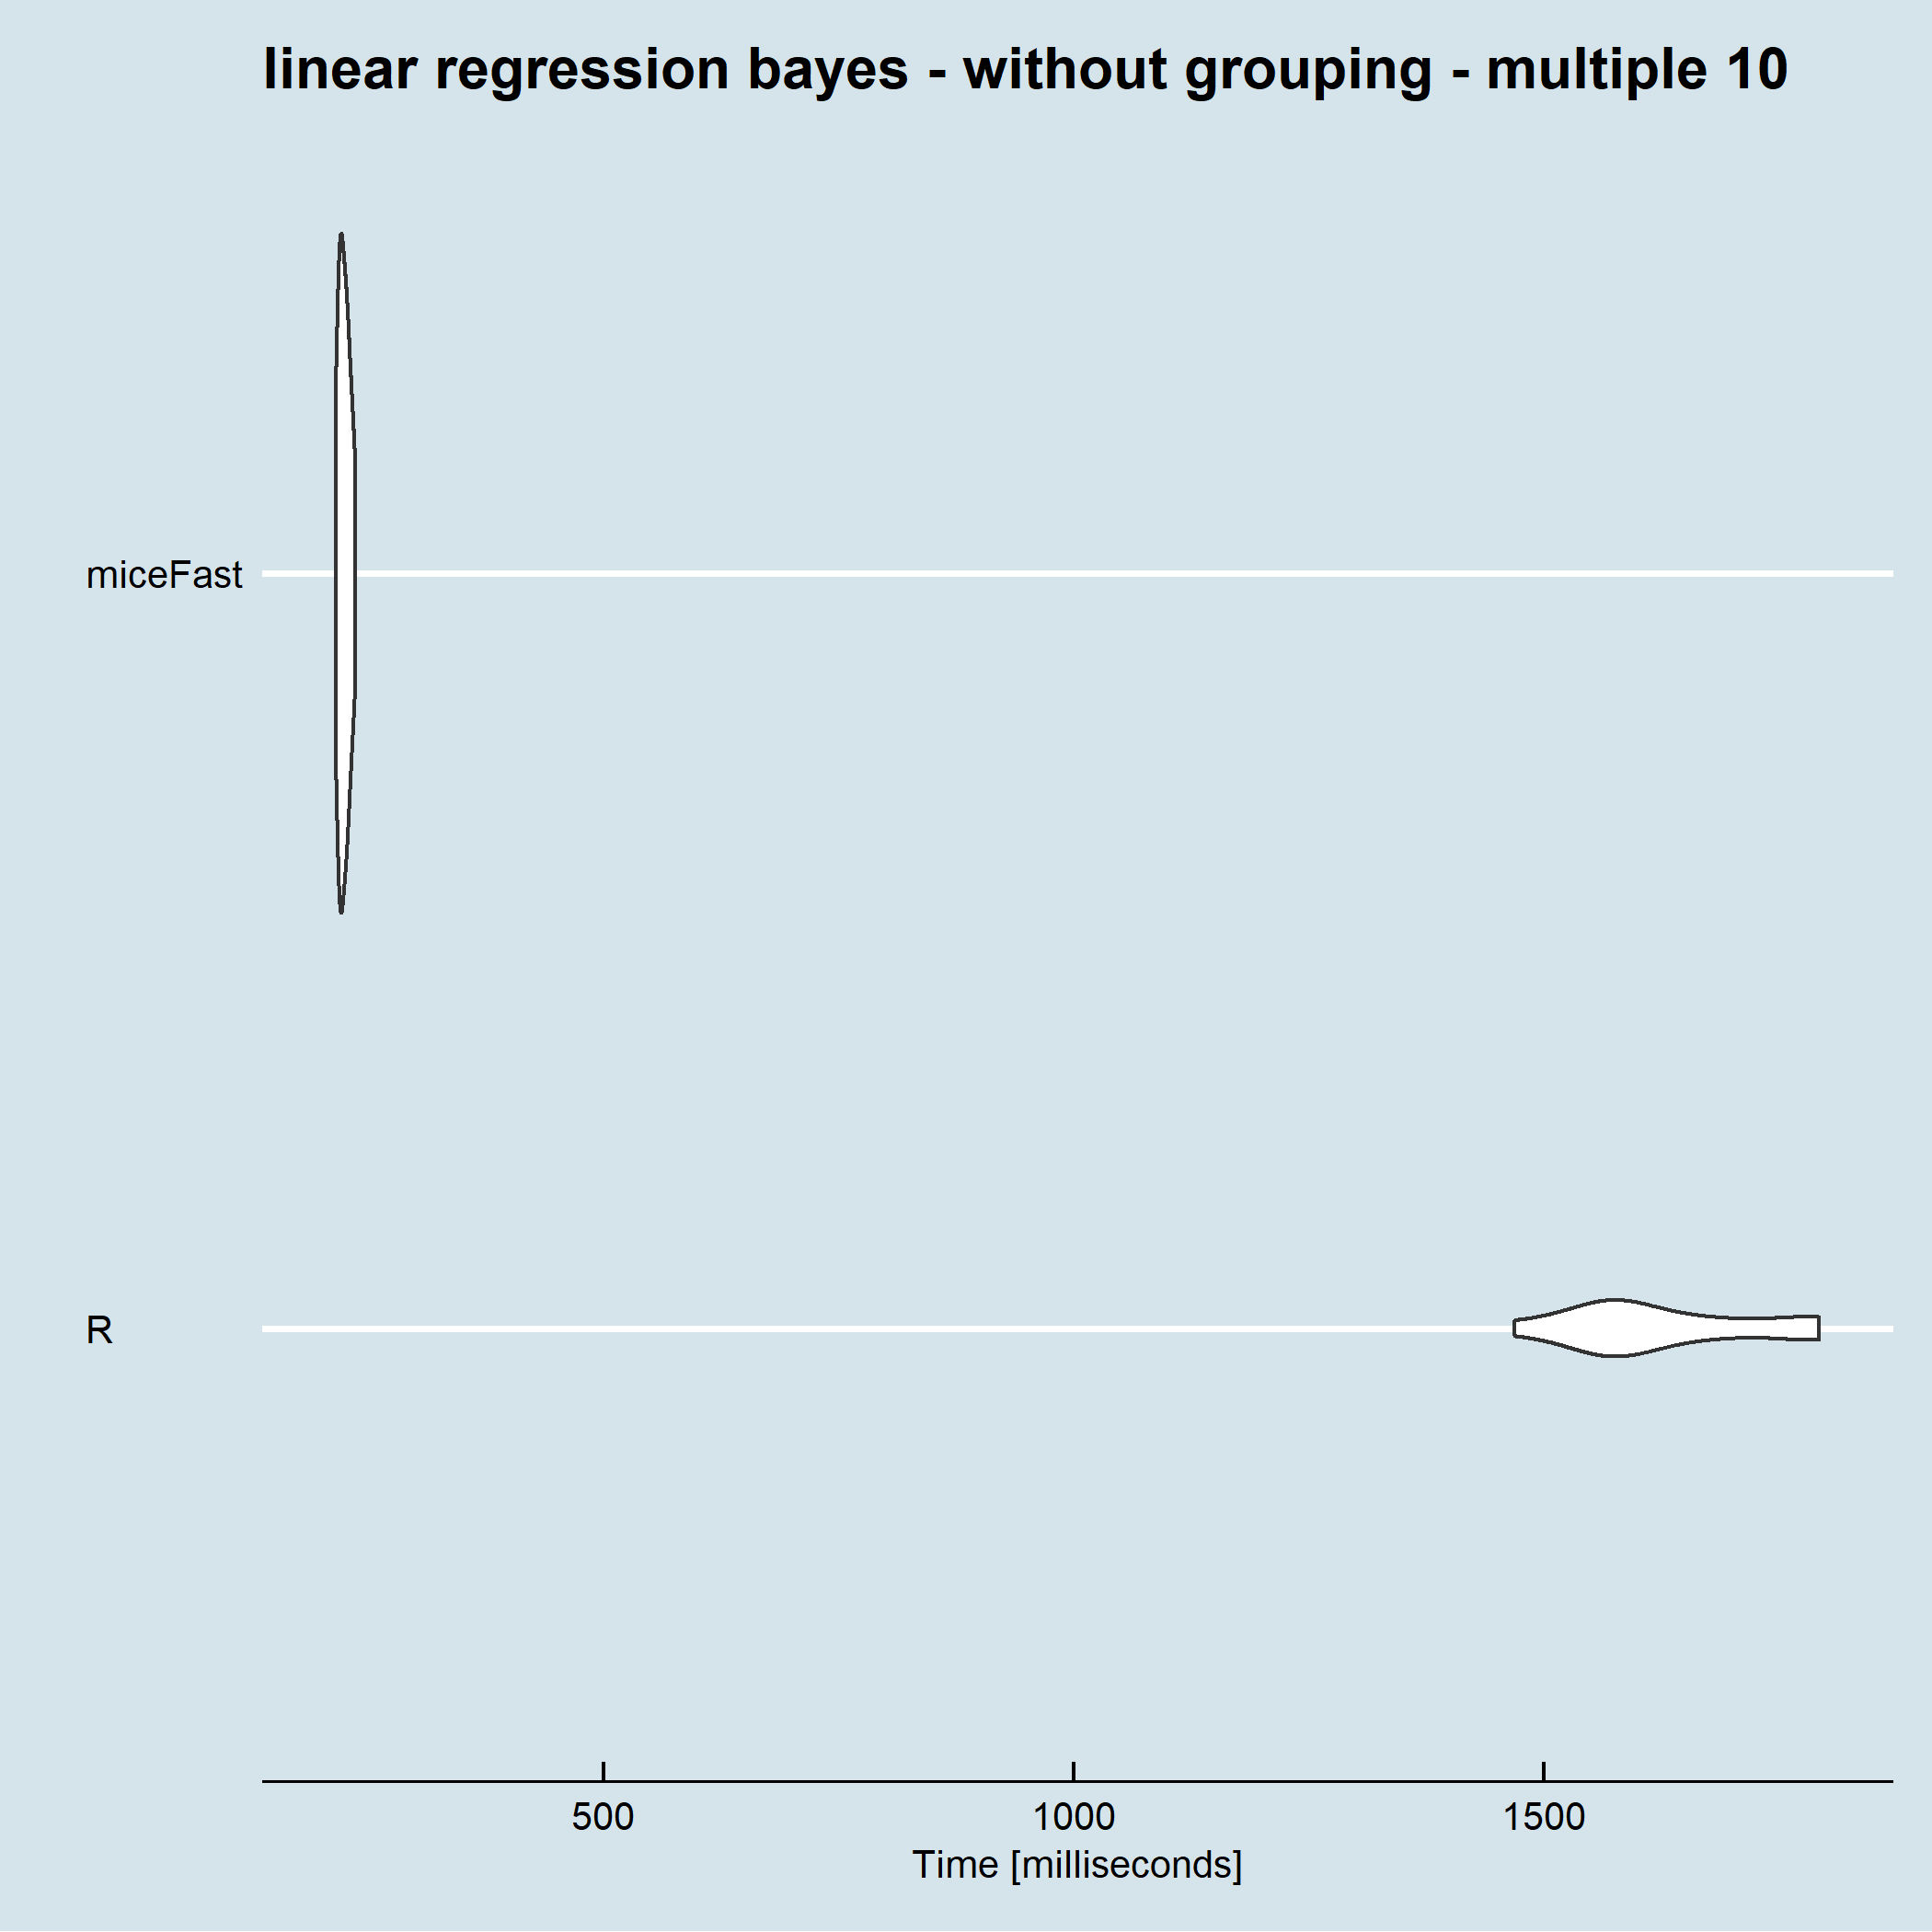 linear regression bayes - without grouping - multiple 10
miceFast
R
500 1000 1500
Time [milliseconds]